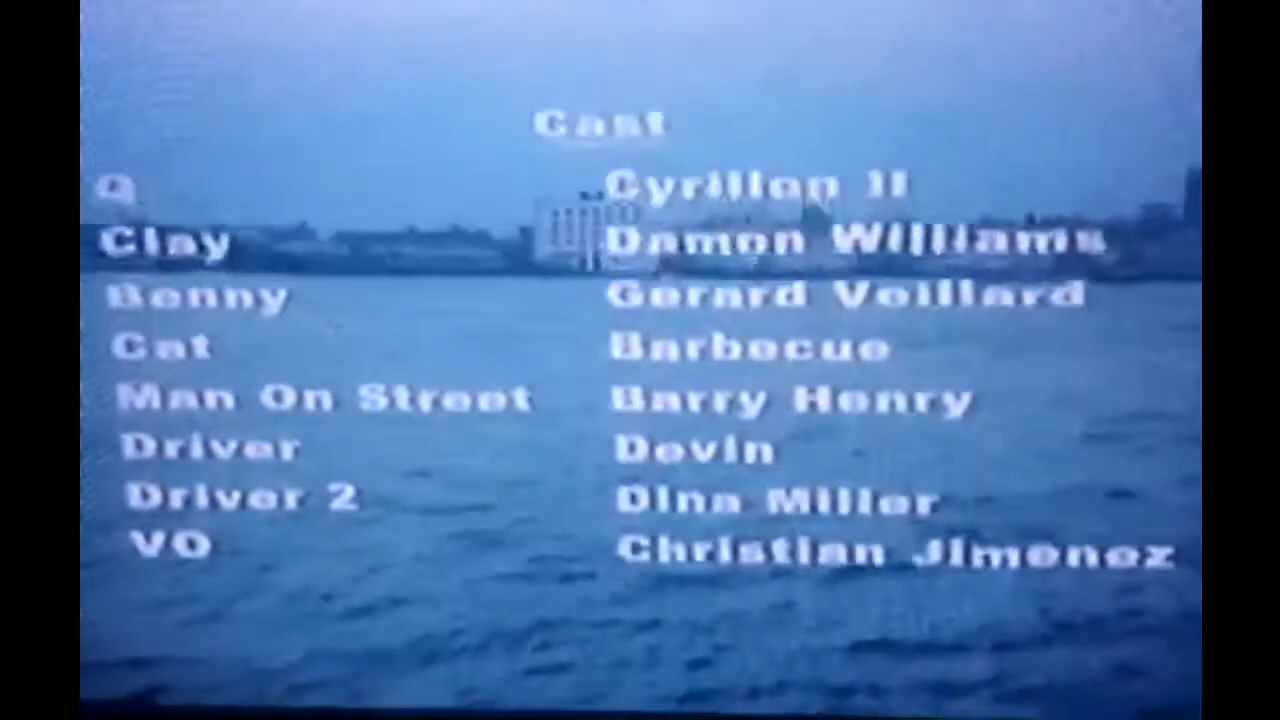 Cast
Q Cyrillon II
Clay Damon Williams
Benny Gerard Veillard
Cat Barbecue
Man On Street Barry Henry
Driver Devin
Driver 2 Dina Miller
VO Christian Jimenez